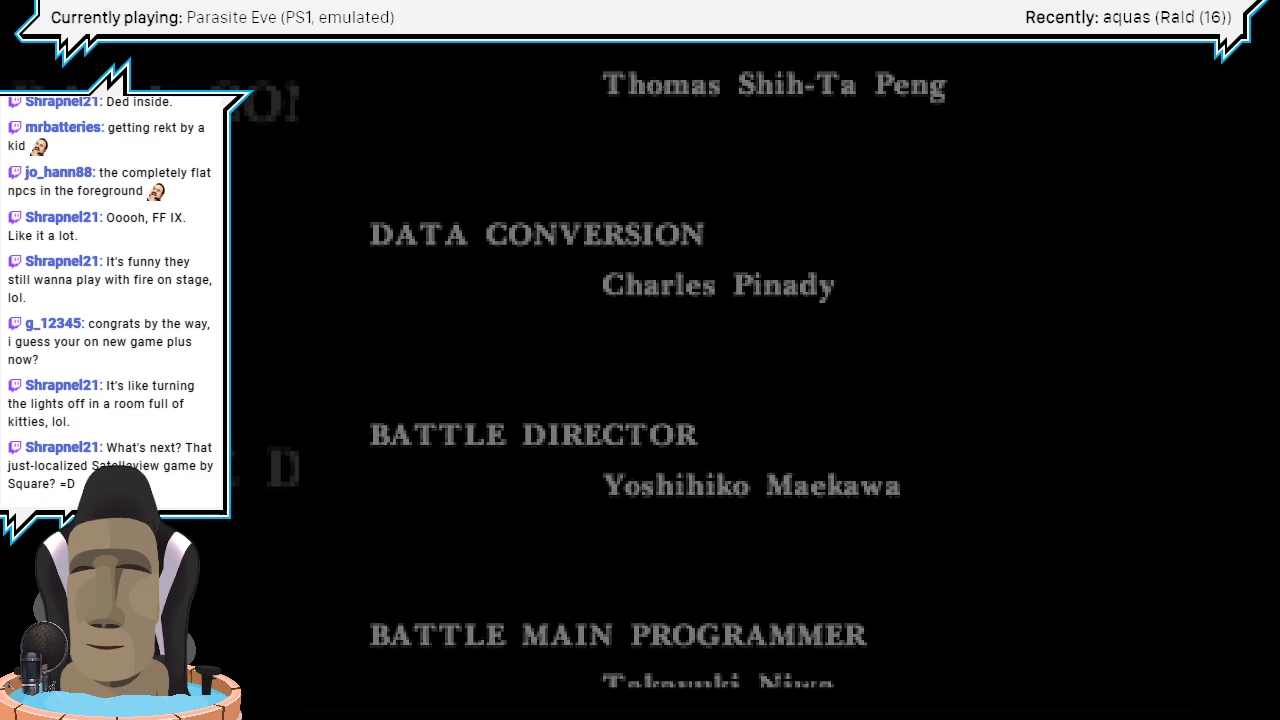 Currently playing: Parasite Eve (PS1, emulated)
Recently: aquas (Raid (16))
Shrapnel21: Ded inside.
mrbatteries: getting rekt by a
kid
jo_hann88: the completely flat
npcs in the foreground
Shrapnel21: Ooooh, FF IX.
Like it a lot.
Shrapnel21: It's funny they
still wanna play with fire on stage,
lol.
g_12345: congrats by the way,
i guess your on new game plus
now?
Shrapnel21: It's like turning
the lights off in a room full of
kitties, lol.
Shrapnel21: What's next? That
just-localized Satellaview game by
Square? =D
Thomas Shih-Ta Peng
DATA CONVERSION
Charles Pinady
BATTLE DIRECTOR
Yoshihiko Maekawa
BATTLE MAIN PROGRAMMER